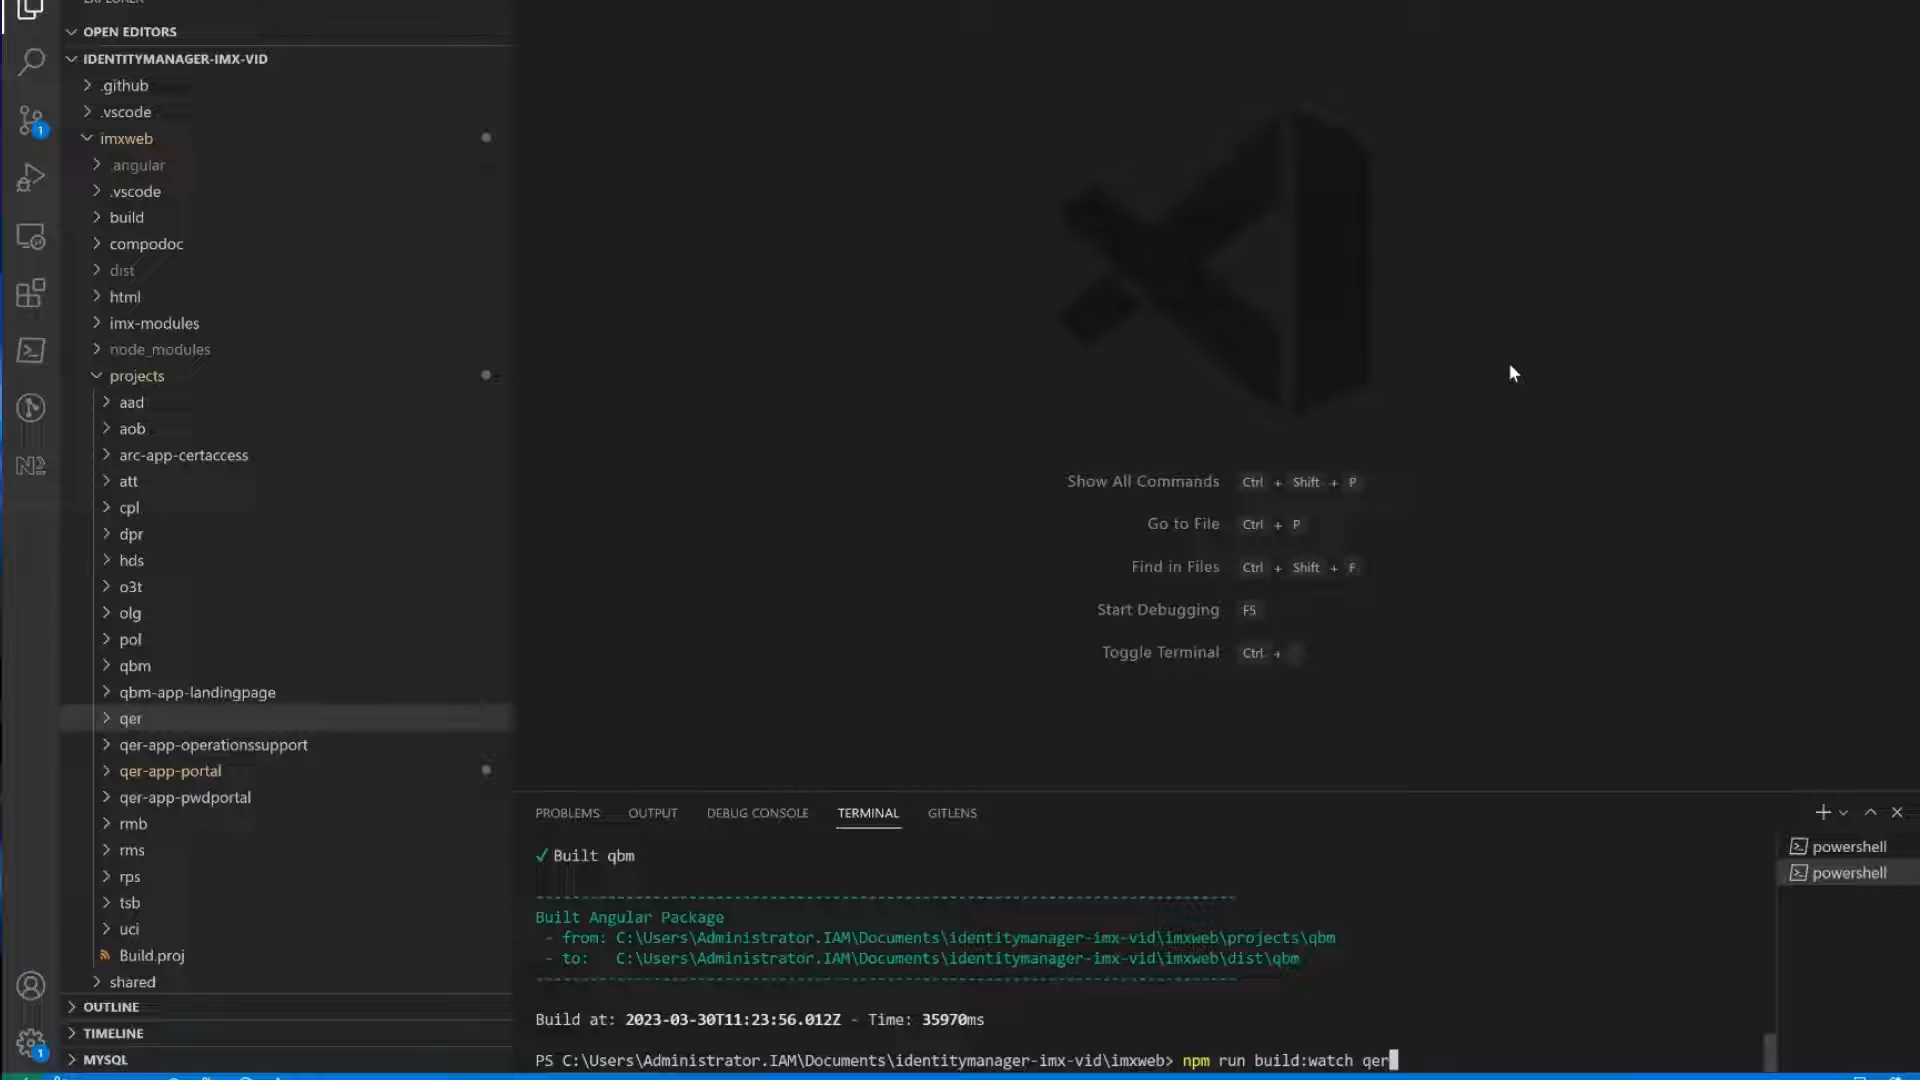 OPEN EDITORS
IDENTITYMANAGER-IMX-VID
.github
.vscode
imxweb
.angular
.vscode
build
compodoc
dist
html
imx-modules
node_modules
projects
aad
aob
arc-app-certaccess
att
cpl
dpr
hds
o3t
olg
pol
qbm
qbm-app-landingpage
qer
qer-app-operationssupport
qer-app-portal
qer-app-pwdportal
rmb
rms
rps
tsb
uci
Build.proj
shared
OUTLINE
TIMELINE
MYSQL
1
1
Show All Commands Ctrl + Shift + P
Go to File Ctrl + P
Find in Files Ctrl + Shift + F
Start Debugging F5
Toggle Terminal Ctrl +
PROBLEMS OUTPUT DEBUG CONSOLE TERMINAL GITLENS
✓ Built qbm
------------------------------------------------------------------------------
Built Angular Package
- from: C:\Users\Administrator.IAM\Documents\identitymanager-imx-vid\imxweb\projects\qbm
- to: C:\Users\Administrator.IAM\Documents\identitymanager-imx-vid\imxweb\dist\qbm
------------------------------------------------------------------------------
Build at: 2023-03-30T11:23:56.012Z - Time: 35970ms
PS C:\Users\Administrator.IAM\Documents\identitymanager-imx-vid\imxweb> npm run build:watch qer
powershell
powershell